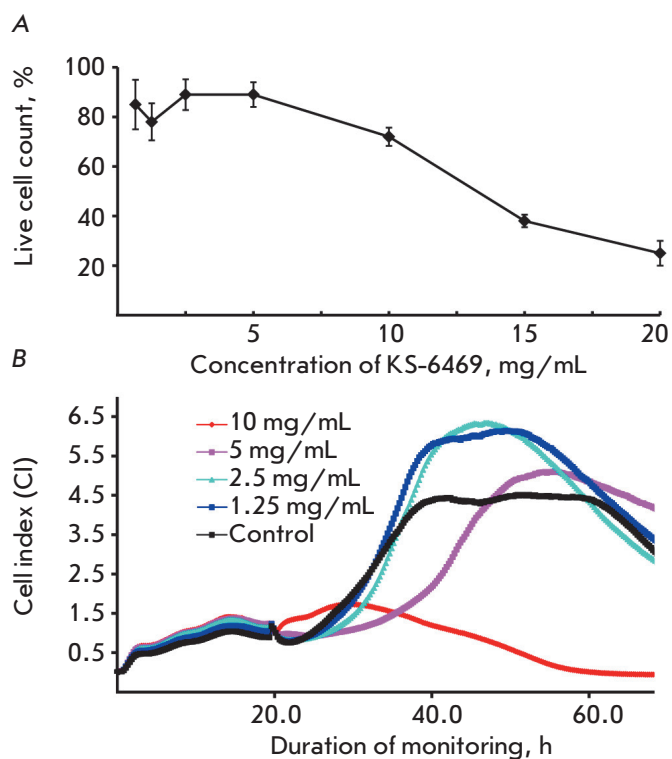 A
Live cell count, %
100
80
60
40
20
5 10 15 20
Concentration of KS-6469, mg/mL
B
Cell index (CI)
6.5
5.5
4.5
3.5
2.5
1.5
0.5
10 mg/mL
5 mg/mL
2.5 mg/mL
1.25 mg/mL
Control
20.0 40.0 60.0
Duration of monitoring, h